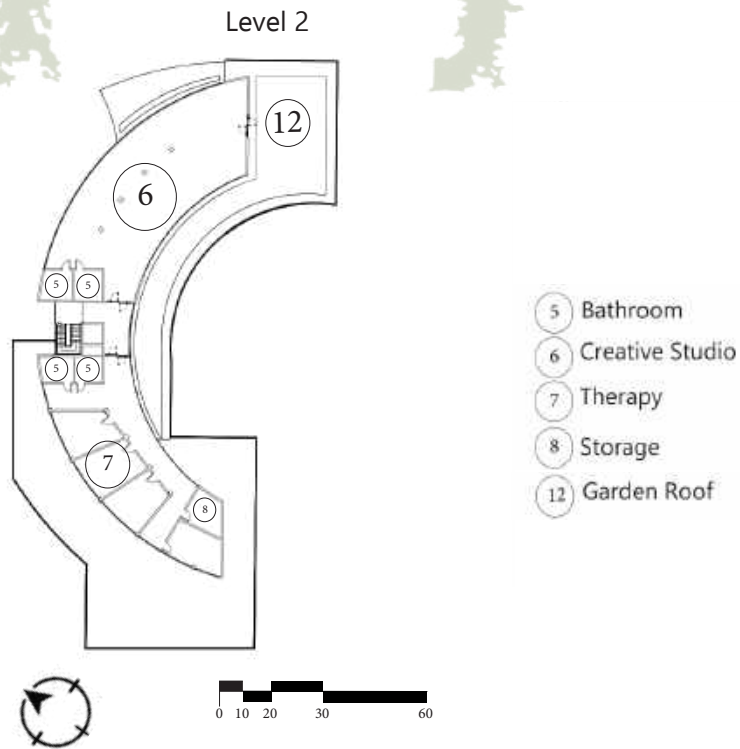 Level 2
12
6
5 5
5 5
7
8
5 Bathroom
6 Creative Studio
7 Therapy
8 Storage
12 Garden Roof
0 10 20 30 60